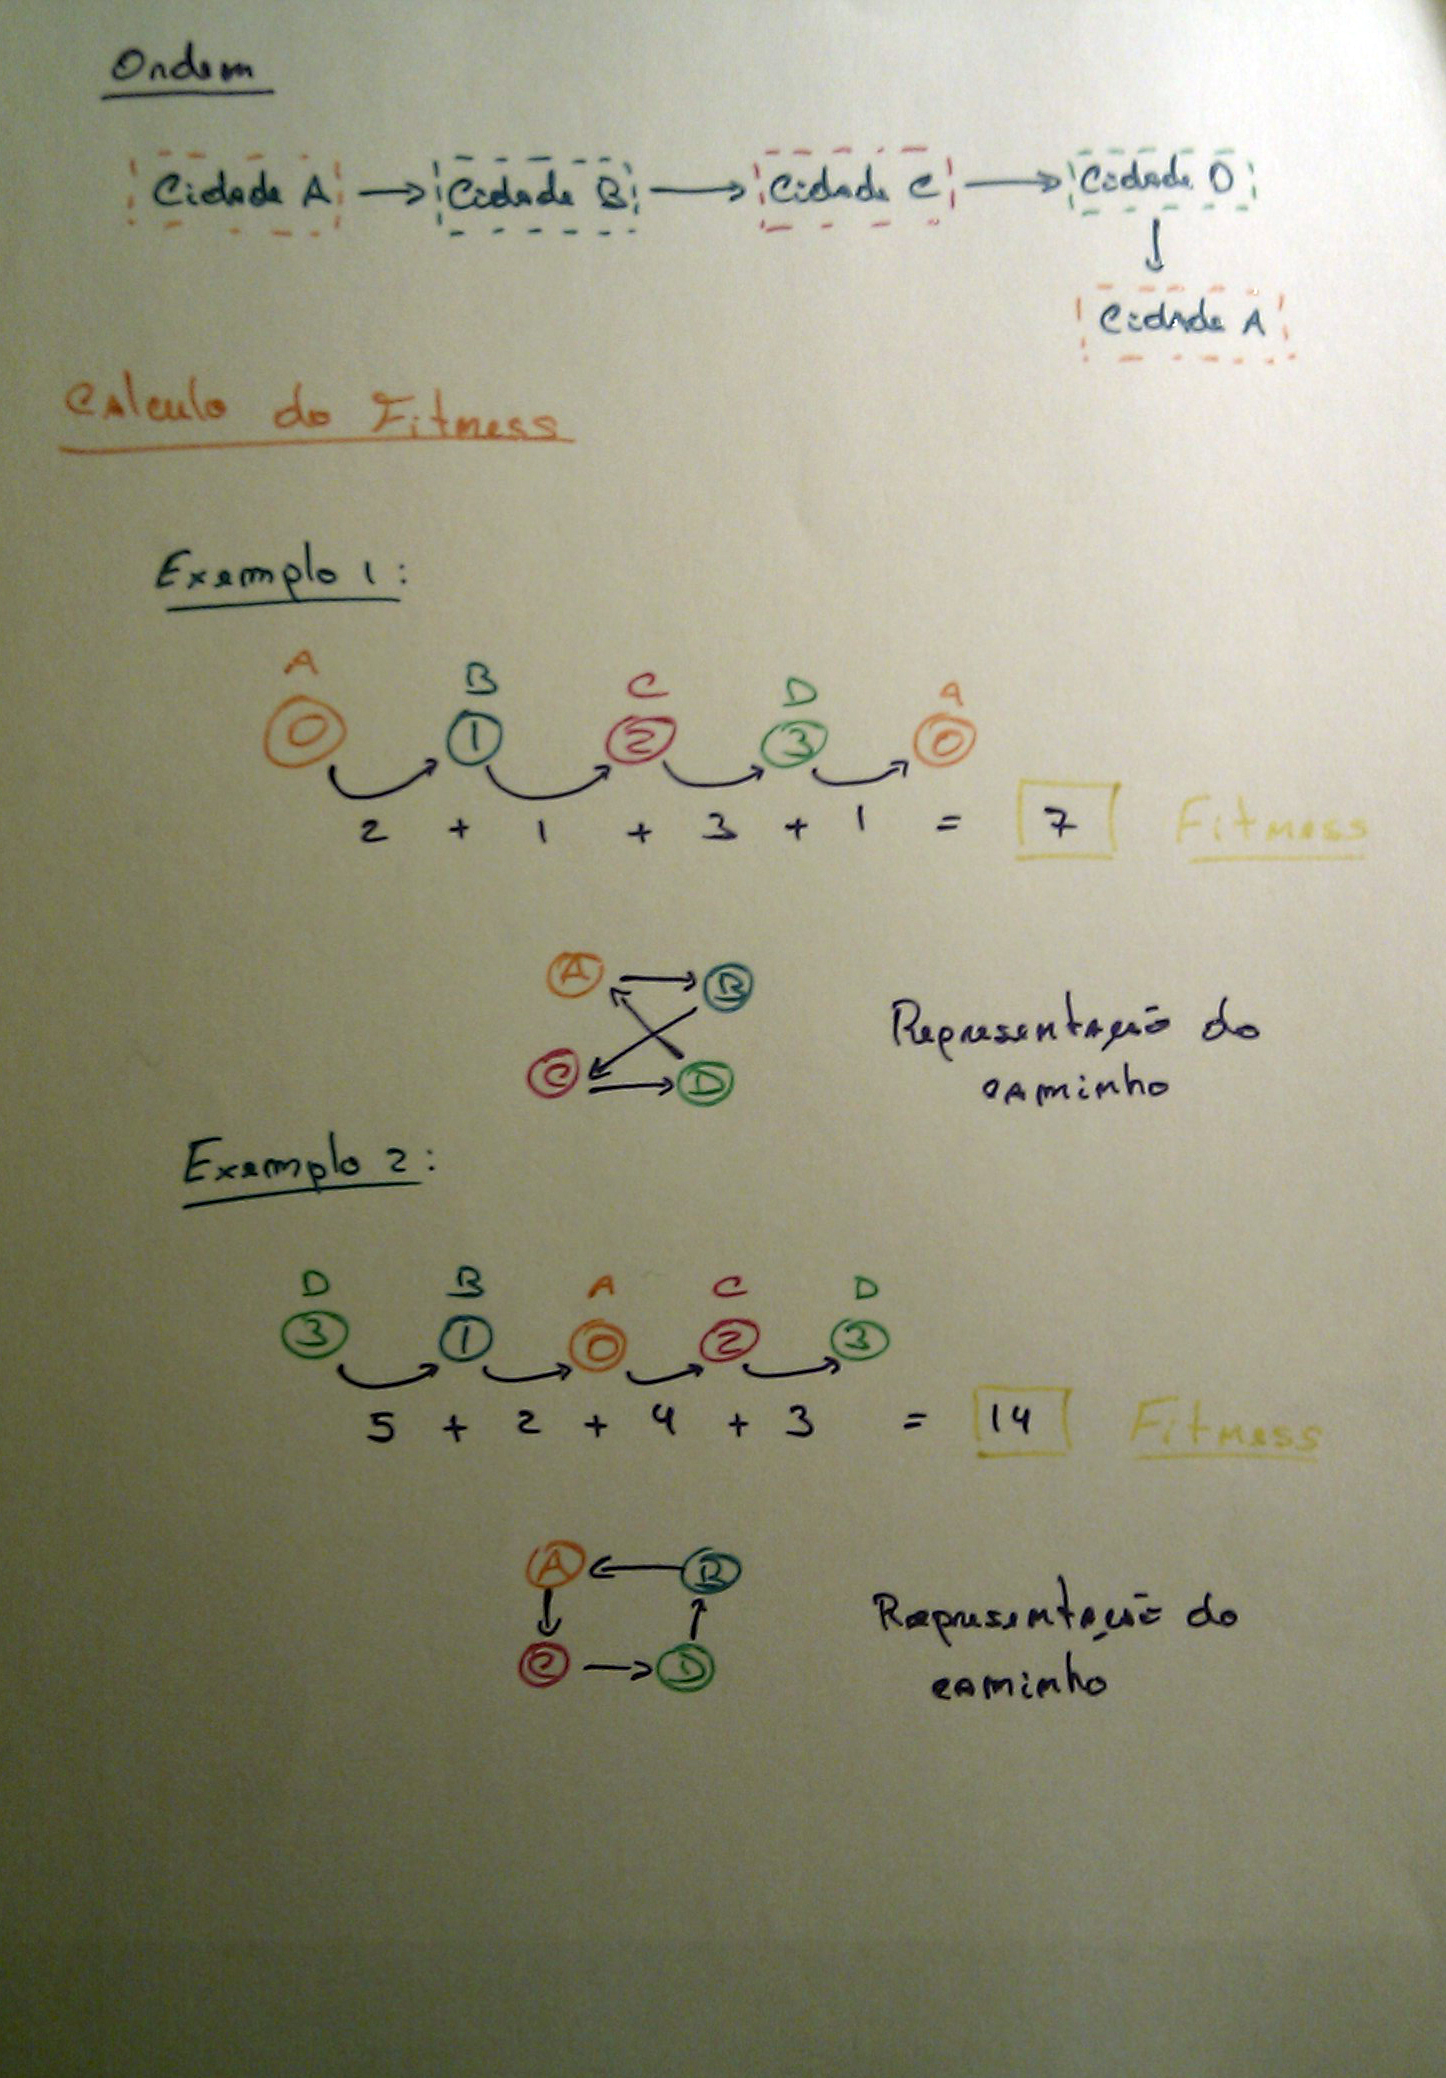 Ordem
Cidade A → Cidade B → Cidade C → Cidade D
Cidade A
Calculo do Fitness
Exemplo 1:
A B C D A
0 1 2 3 0
2 + 1 + 3 + 1 = 7 Fitness
A B
C D
Representação do
caminho
Exemplo 2:
D B A C D
3 1 0 2 3
5 + 2 + 4 + 3 = 14 Fitness
A B
C D
Representação do
caminho